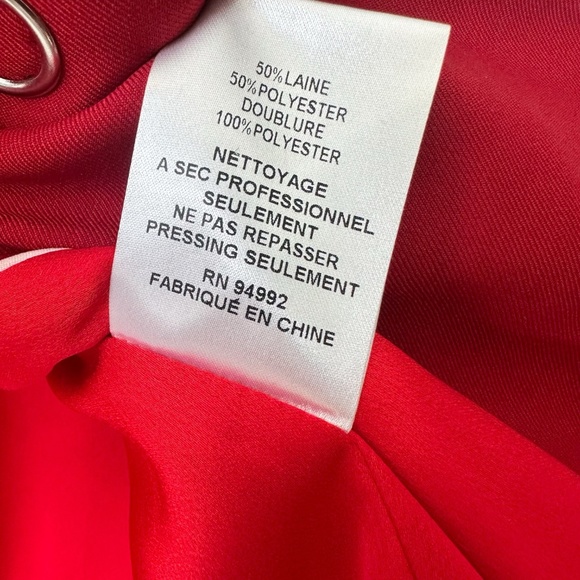 50%LAINE
50%POLYESTER
DOUBLURE
100%POLYESTER
NETTOYAGE
A SEC PROFESSIONNEL
SEULEMENT
NE PAS REPASSER
PRESSING SEULEMENT
RN 94992
FABRIQUÉ EN CHINE